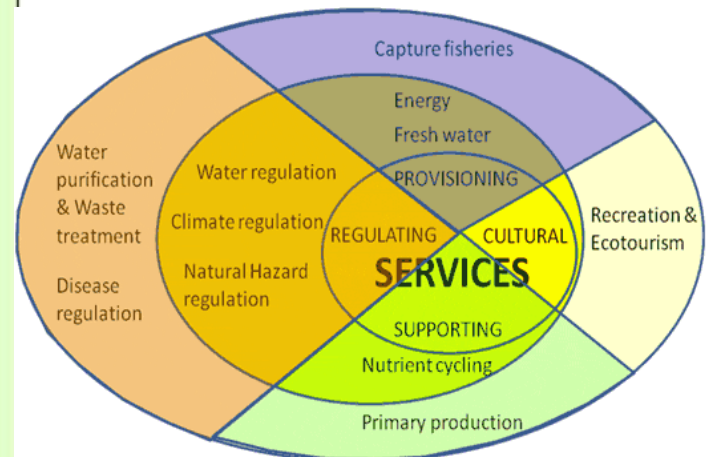 Capture fisheries
Energy
Fresh water
PROVISIONING
Water
purification
& Waste
treatment
Disease
regulation
Water regulation
Climate regulation
Natural Hazard
regulation
REGULATING
CULTURAL
Recreation &
Ecotourism
SERVICES
SUPPORTING
Nutrient cycling
Primary production